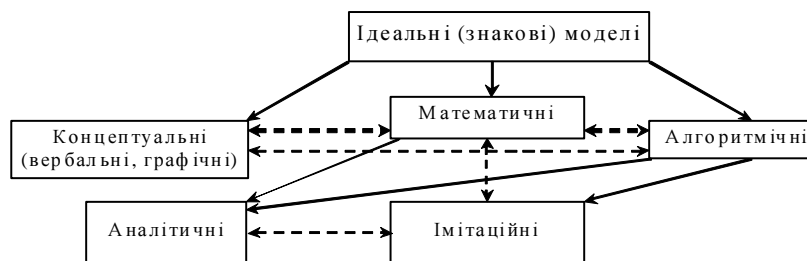 Ідеальні (знакові) моделі
Математичні
Концептуальні
(вербальні, графічні)
Алгоритмічні
Аналітичні
Імітаційні